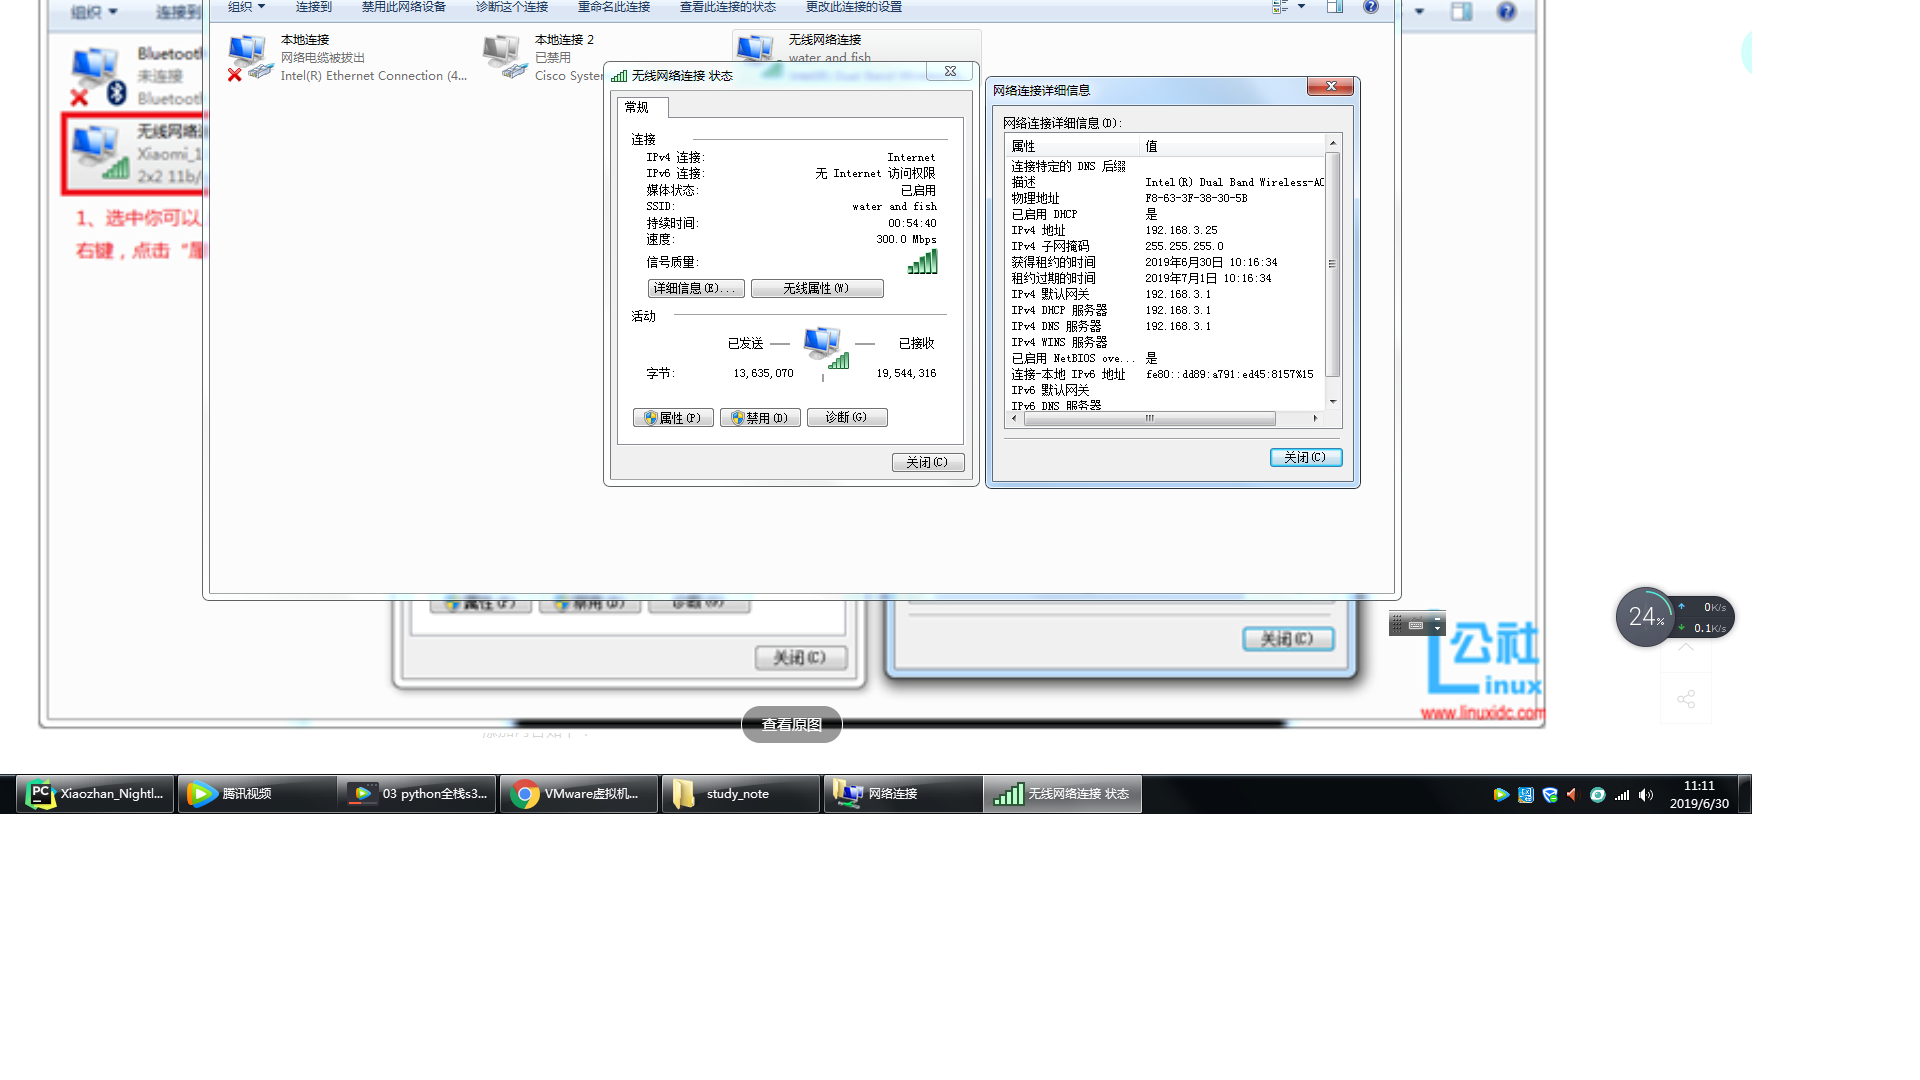 组织
连接到
组织
连接到
禁用此网络设备
诊断这个连接
重命名此连接
查看此连接的状态
更改此连接的设置
Bluetooth
未连接
Bluetooth
无线网络
Xiaomi_1
2x2 11b/
1、选中你可以
右键，点击“属
本地连接
网络电缆被拔出
Intel(R) Ethernet Connection (4...
本地连接 2
已禁用
Cisco System
无线网络连接
water and fish
Intel(R) Dual Band Wire
无线网络连接 状态
常规
连接
IPv4 连接: Internet
IPv6 连接: 无 Internet 访问权限
媒体状态: 已启用
SSID: water and fish
持续时间: 00:54:40
速度: 300.0 Mbps
信号质量:
详细信息(E)... 无线属性(W)
活动
已发送 已接收
字节: 13,635,070 19,544,316
属性(P) 禁用(D) 诊断(G)
关闭(C)
网络连接详细信息
网络连接详细信息(D):
属性 值
连接特定的 DNS 后缀
描述 Intel(R) Dual Band Wireless-AC
物理地址 F8-63-3F-38-30-5B
已启用 DHCP 是
IPv4 地址 192.168.3.25
IPv4 子网掩码 255.255.255.0
获得租约的时间 2019年6月30日 10:16:34
租约过期的时间 2019年7月1日 10:16:34
IPv4 默认网关 192.168.3.1
IPv4 DHCP 服务器 192.168.3.1
IPv4 DNS 服务器 192.168.3.1
IPv4 WINS 服务器
已启用 NetBIOS ove... 是
连接-本地 IPv6 地址 fe80::dd89:a791:ed45:8157%15
IPv6 默认网关
IPv6 DNS 服务器
关闭(C)
属性(P) 禁用(D) 诊断(G)
关闭(C)
关闭(C)
公社
Linux
www.linuxidc.com
24%
0K/s
0.1K/s
查看原图
添加内容如下：
Xiaozhan_Nightl...
腾讯视频
03 python全栈s3...
VMware虚拟机...
study_note
网络连接
无线网络连接 状态
11:11
2019/6/30